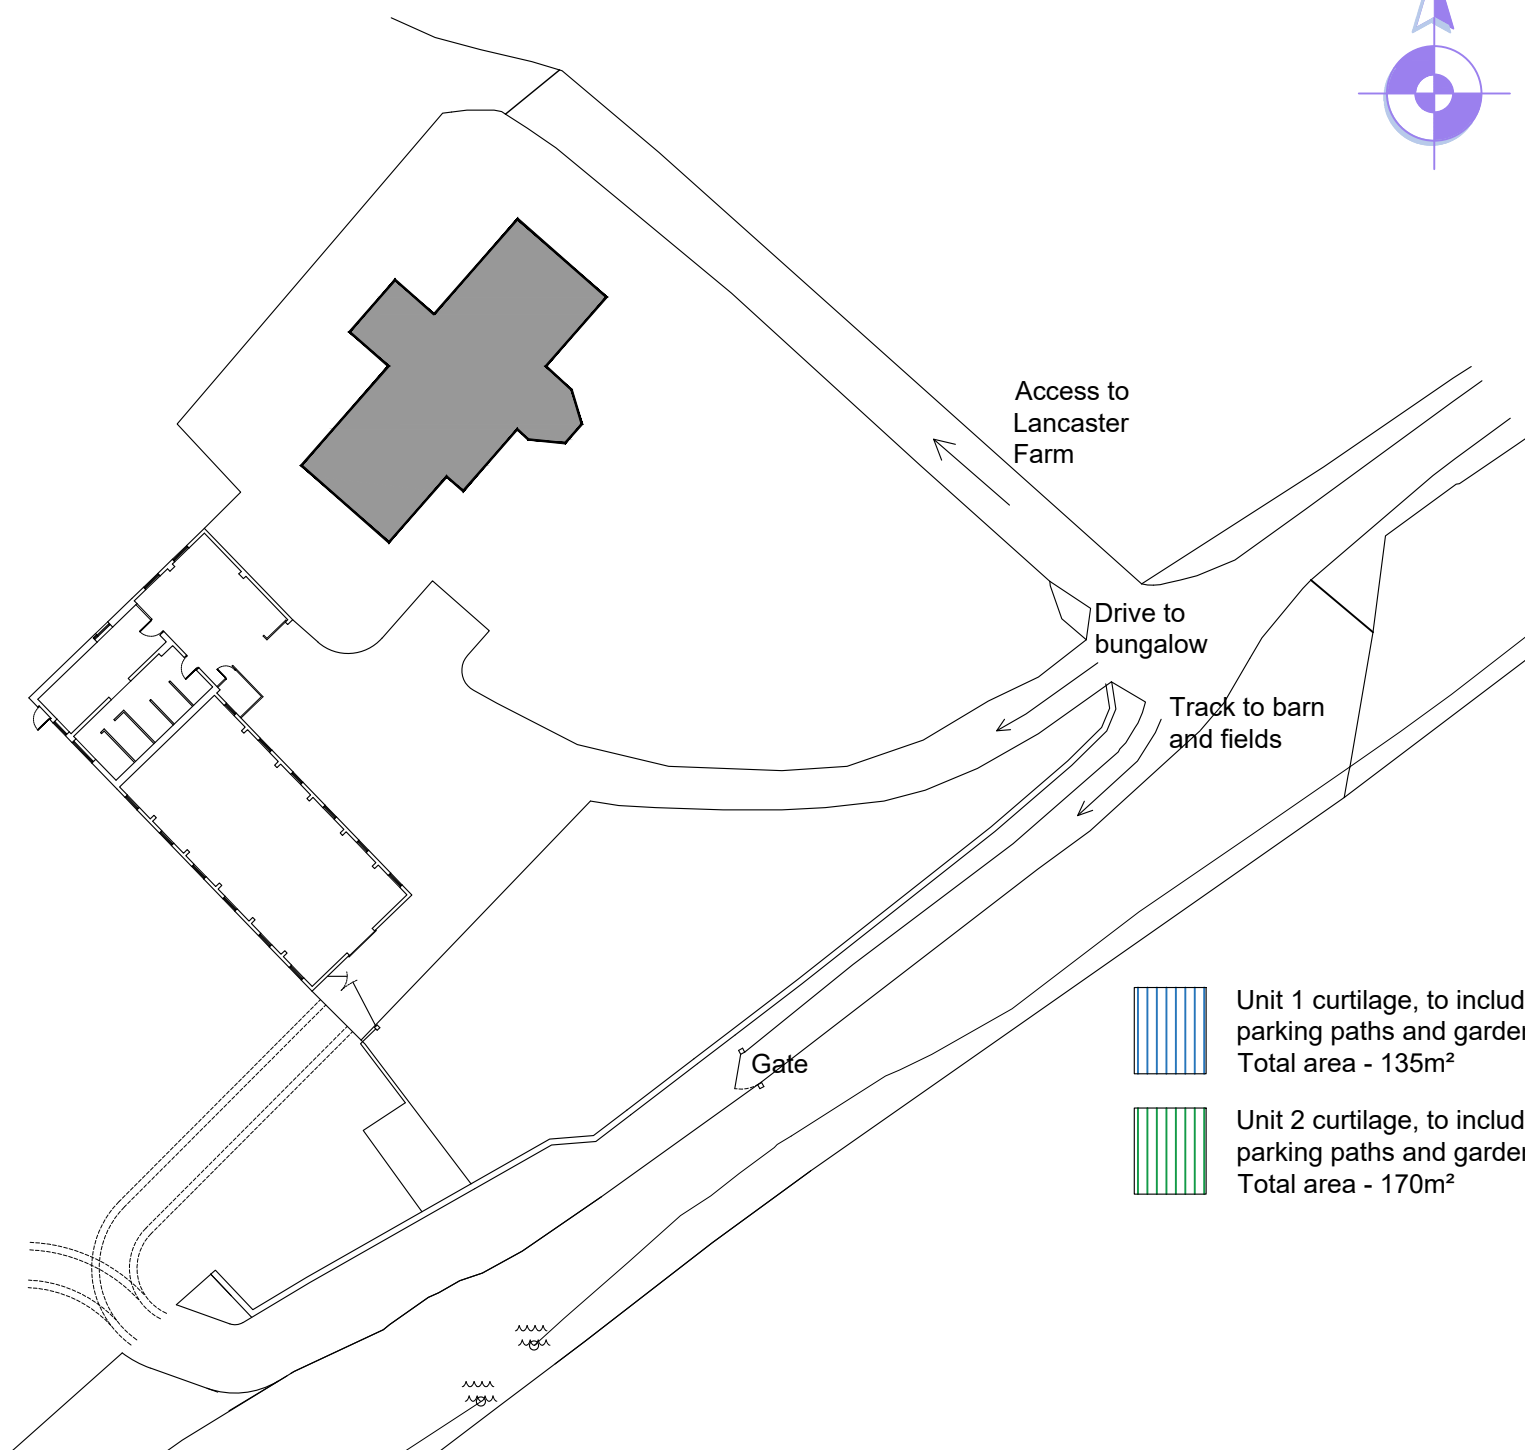 Access to
Lancaster
Farm
Drive to
bungalow
Track to barn
and fields
Gate
Unit 1 curtilage, to includ
parking paths and garde
Total area - 135m²
Unit 2 curtilage, to includ
parking paths and garde
Total area - 170m²